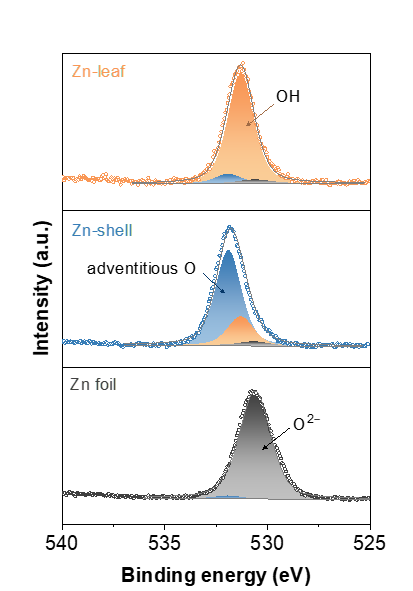 Zn-leaf
OH
Zn-shell
adventitious O
Zn foil
O²⁻
Intensity (a.u.)
540 535 530 525
Binding energy (eV)